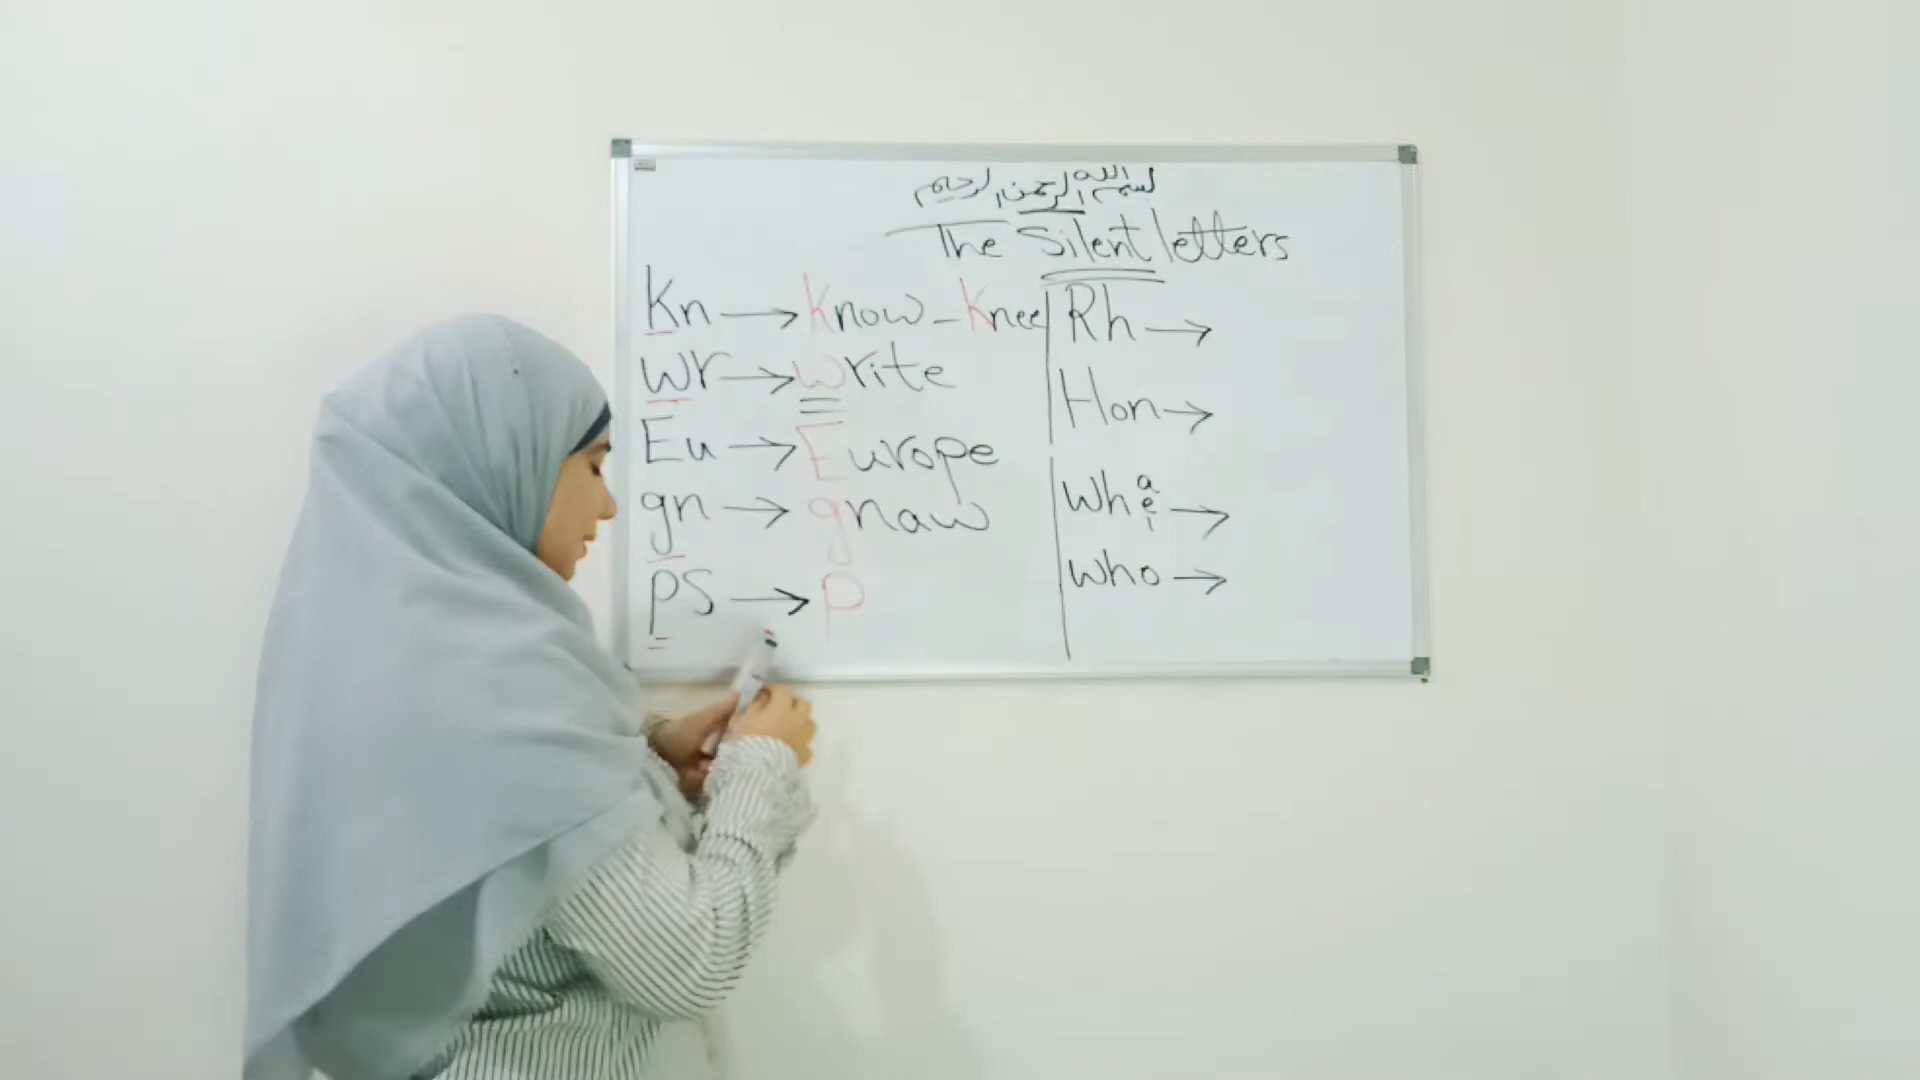 بسم الله الرحمن الرحيم
The Silent letters
Kn → Know - Knee
wr → write
Eu → Europe
gn → gnaw
ps → p
Rh →
Hon →
Wh a e i →
Who →